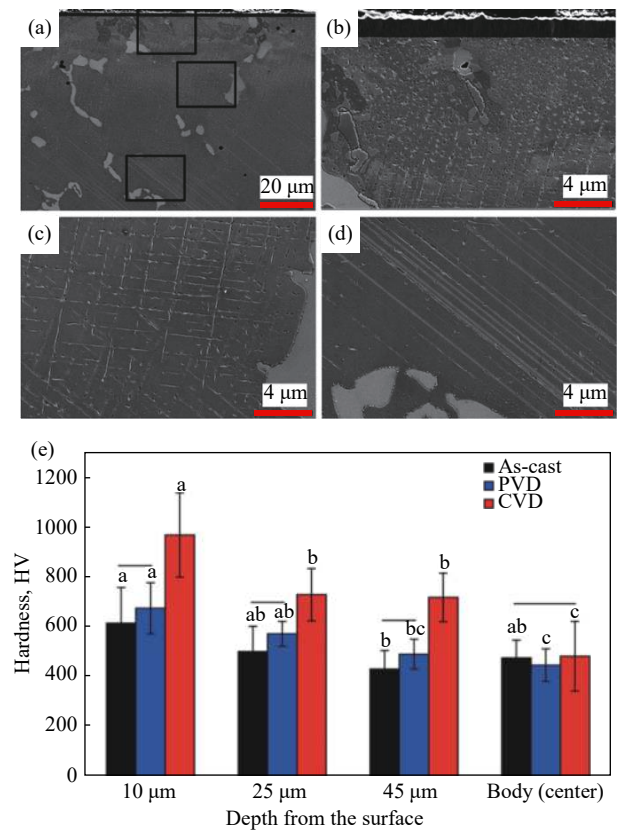 (a)
(b)
20 μm
4 μm
(c)
(d)
4 μm
4 μm
(e)
1200
1000
800
600
400
200
0
Hardness, HV
As-cast
PVD
CVD
a
a
a
ab
ab
b
b
bc
b
ab
c
c
10 μm
25 μm
45 μm
Body (center)
Depth from the surface